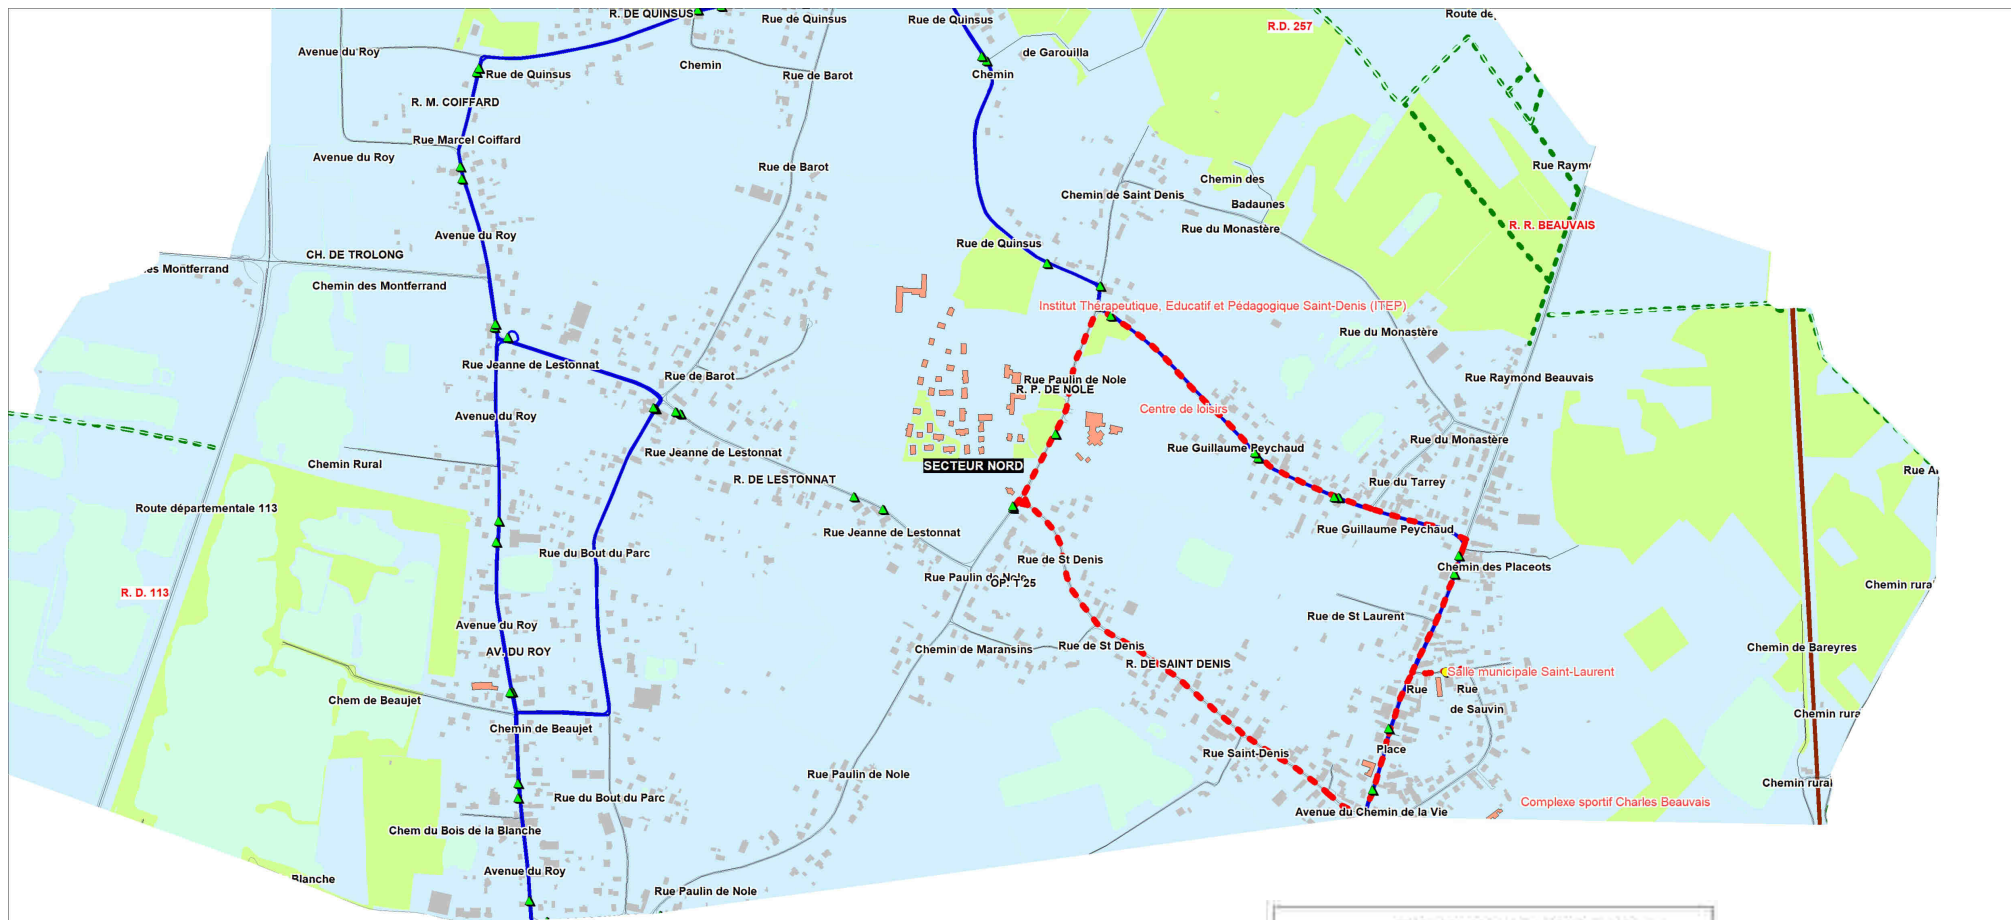 R. DE QUINSUS
Rue de Quinsus
Rue de Quinsus
R.D. 257
Avenue du Roy
Chemin
Rue de Barot
de Garouilla
Chemin
Rue de Quinsus
R. M. COIFFARD
Rue Marcel Coiffard
Avenue du Roy
Rue de Barot
Chemin de Saint Denis
Chemin des
Badaunes
Rue du Monastère
R. R. BEAUVAIS
Avenue du Roy
Rue de Quinsus
CH. DE TROLONG
es Montferrand
Chemin des Montferrand
Institut Thérapeutique, Educatif et Pédagogique Saint-Denis (ITEP)
Rue du Monastère
Rue Jeanne de Lestonnat
Rue de Barot
Rue Paulin de Nole
R. P. DE NOLE
Rue Raymond Beauvais
Avenue du Roy
Centre de loisirs
Rue du Monastère
Rue Guillaume Peychaud
Rue Jeanne de Lestonnat
Chemin Rural
SECTEUR NORD
R. DE LESTONNAT
Rue du Tarrey
Route départementale 113
Rue Jeanne de Lestonnat
Rue Guillaume Peychaud
Rue du Bout du Parc
Rue de St Denis
Chemin des Placeots
Rue Paulin de Nole
OP. T 25
R. D. 113
Rue de St Laurent
Avenue du Roy
AV. DU ROY
Chemin de Maransins
Rue de St Denis
R. DE SAINT DENIS
Chemin de Bareyres
Salle municipale Saint-Laurent
Rue
Rue
de Sauvin
Chem de Beaujet
Chemin de Beaujet
Place
Rue Saint-Denis
Rue Paulin de Nole
Rue du Bout du Parc
Complexe sportif Charles Beauvais
Avenue du Chemin de la Vie
Chem du Bois de la Blanche
Avenue du Roy
Blanche
Rue Paulin de Nole